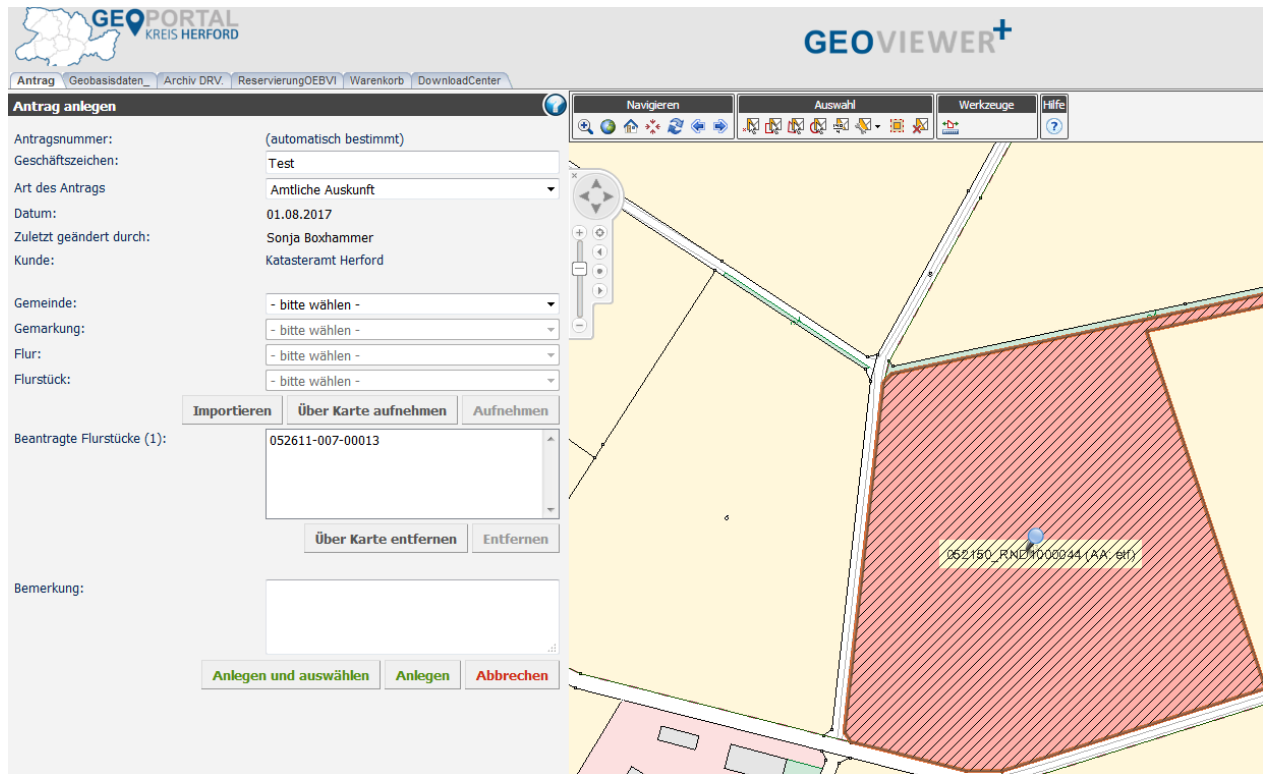 GEOPORTAL
KREIS HERFORD
GEOVIEWER+
Antrag Geobasisdaten_ Archiv DRV. ReservierungOEBVI Warenkorb DownloadCenter
Antrag anlegen
Navigieren Auswahl Werkzeuge Hilfe
Antragsnummer: (automatisch bestimmt)
Geschäftszeichen: Test
Art des Antrags Amtliche Auskunft
Datum: 01.08.2017
Zuletzt geändert durch: Sonja Boxhammer
Kunde: Katasteramt Herford
Gemeinde: - bitte wählen -
Gemarkung: - bitte wählen -
Flur: - bitte wählen -
Flurstück: - bitte wählen -
Importieren Über Karte aufnehmen Aufnehmen
Beantragte Flurstücke (1): 052611-007-00013
Über Karte entfernen Entfernen
052150_RND1000044 (AA: etf)
Bemerkung:
Anlegen und auswählen Anlegen Abbrechen